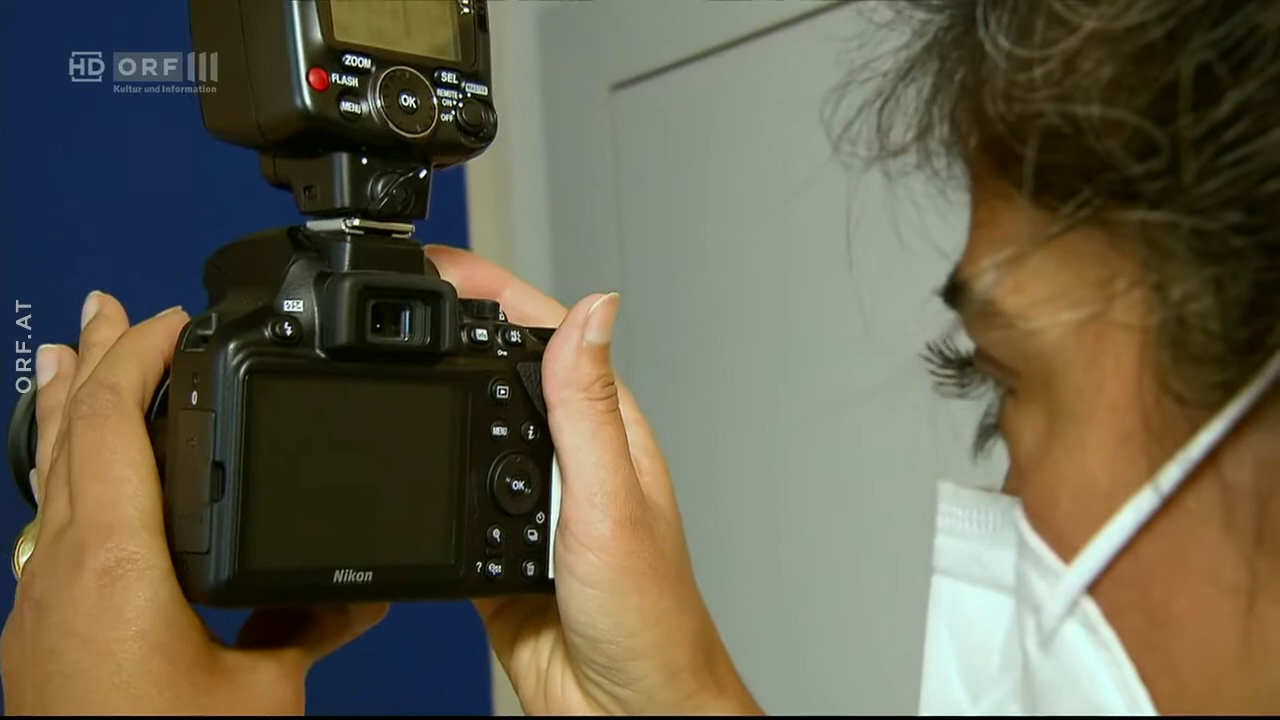 HD ORF III
Kultur und Information
ORF.AT
ZOOM
FLASH
SEL
REMOTE
ON
OFF
MENU
OK
info
MENU
i
OK
?
Nikon